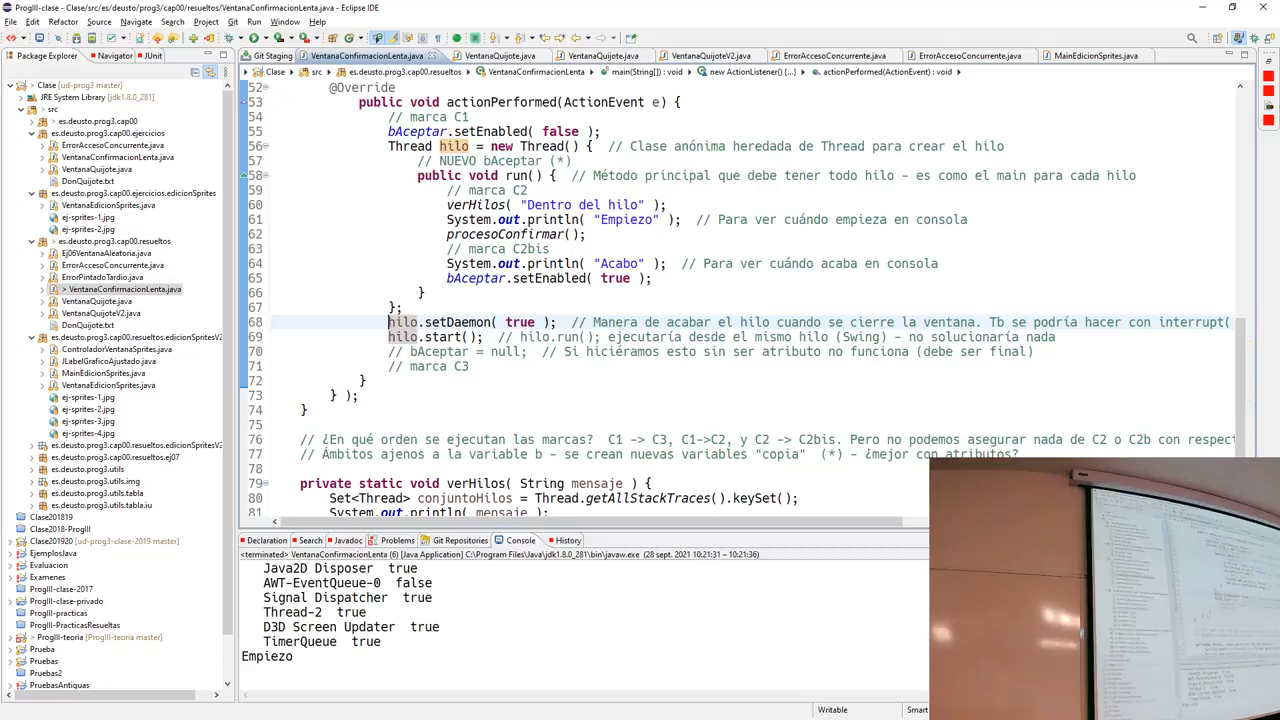 ProgIII-clase - Clase/src/es/deusto/prog3/cap00/resueltos/VentanaConfirmacionLenta.java - Eclipse IDE
File Edit Refactor Source Navigate Search Project Git Run Window Help
Package Explorer Navigator JUnit
Git Staging VentanaConfirmacionLenta.java VentanaQuijote.java VentanaQuijote.java VentanaQuijoteV2.java ErrorAccesoConcurrente.java ErrorAccesoConcurrente.java MainEdicionSprites.java
Clase src es.deusto.prog3.cap00.resueltos VentanaConfirmacionLenta main(String[]) : void new ActionListener() {...} actionPerformed(ActionEvent) : void
Clase [ud-prog3 master]
JRE System Library [jdk1.8.0_281]
src
es.deusto.prog3.cap00
es.deusto.prog3.cap00.ejercicios
ErrorAccesoConcurrente.java
VentanaConfirmacionLenta.java
VentanaQuijote.java
DonQuijote.txt
es.deusto.prog3.cap00.ejercicios.edicionSprites
VentanaEdicionSprites.java
ej-sprites-1.jpg
ej-sprites-2.jpg
es.deusto.prog3.cap00.resueltos
Ej06VentanaAleatoria.java
ErrorAccesoConcurrente.java
ErrorPintadoTardio.java
> VentanaConfirmacionLenta.java
VentanaQuijote.java
VentanaQuijoteV2.java
DonQuijote.txt
es.deusto.prog3.cap00.resueltos.edicionSprites
ControladorVentanaSprites.java
JLabelGraficoAjustado.java
MainEdicionSprites.java
VentanaEdicionSprites.java
ej-sprites-1.jpg
ej-sprites-2.jpg
ej-sprites-3.jpg
ej-sprites-4.jpg
es.deusto.prog3.cap00.resueltos.edicionSpritesV2
es.deusto.prog3.cap00.resueltos.ej07
es.deusto.prog3.utils
es.deusto.prog3.utils.img
es.deusto.prog3.utils.tabla
es.deusto.prog3.utils.tabla.iu
Clase201819
Clase2018-ProgIII
Clase201920 [ud-prog3-clase-2019 master]
EjemplosJava
Evaluacion
Examenes
ProgIII-clase-2017
ProgIII-clase-privado
ProgIII-practicas
ProgIII-PracticasResueltas
> ProgIII-teoria [ProgIII-teoria master]
Prueba
Pruebas
Pruebas2
PruebasAntiguas
52 @Override
53 public void actionPerformed(ActionEvent e) {
54 // marca C1
55 bAceptar.setEnabled( false );
56 Thread hilo = new Thread() { // Clase anónima heredada de Thread para crear el hilo
57 // NUEVO bAceptar (*)
58 public void run() { // Método principal que debe tener todo hilo - es como el main para cada hilo
59 // marca C2
60 verHilos( "Dentro del hilo" );
61 System.out.println( "Empiezo" ); // Para ver cuándo empieza en consola
62 procesoConfirmar();
63 // marca C2bis
64 System.out.println( "Acabo" ); // Para ver cuándo acaba en consola
65 bAceptar.setEnabled( true );
66 }
67 };
68 hilo.setDaemon( true ); // Manera de acabar el hilo cuando se cierre la ventana. Tb se podría hacer con interrupt(
69 hilo.start(); // hilo.run(); ejecutaría desde el mismo hilo (Swing) - no solucionaría nada
70 // bAceptar = null; // Si hiciéramos esto sin ser atributo no funciona (debe ser final)
71 // marca C3
72 }
73 } );
74 }
75
76 // ¿En qué orden se ejecutan las marcas? C1 -> C3, C1->C2, y C2 -> C2bis. Pero no podemos asegurar nada de C2 o C2b con respect
77 // Ámbitos ajenos a la variable b - se crean nuevas variables "copia" (*) - ¿mejor con atributos?
78
79 private static void verHilos( String mensaje ) {
80 Set<Thread> conjuntoHilos = Thread.getAllStackTraces().keySet();
81 System.out.println( mensaje );
Declaration Search Javadoc Problems Git Repositories Console History
<terminated> VentanaConfirmacionLenta (6) [Java Application] C:\Program Files\Java\jdk1.8.0_281\bin\javaw.exe (28 sept. 2021 10:21:31 – 10:21:36)
Java2D Disposer true
AWT-EventQueue-0 false
Signal Dispatcher true
Thread-2 true
D3D Screen Updater true
TimerQueue true
Empiezo
Writable Smart